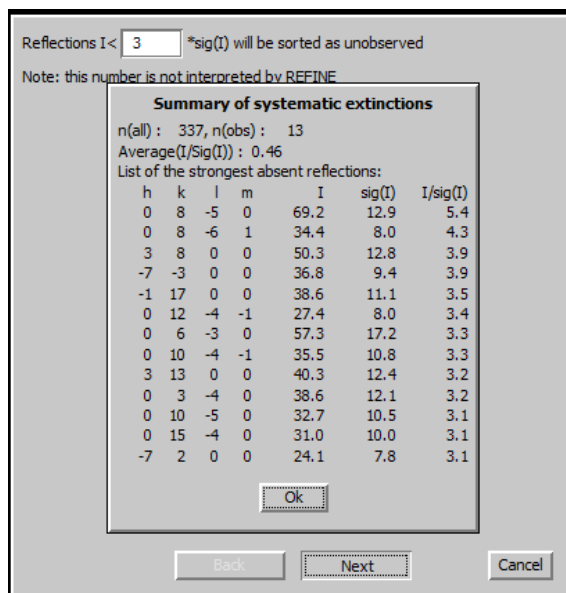 Reflections I< 3 *sig(I) will be sorted as unobserved
Note: this number is not interpreted by REFINE
Summary of systematic extinctions
n(all) : 337, n(obs) : 13
Average(I/Sig(I)) : 0.46
List of the strongest absent reflections:
h k l m I sig(I) I/sig(I)
0 8 -5 0 69.2 12.9 5.4
0 8 -6 1 34.4 8.0 4.3
3 8 0 0 50.3 12.8 3.9
-7 -3 0 0 36.8 9.4 3.9
-1 17 0 0 38.6 11.1 3.5
0 12 -4 -1 27.4 8.0 3.4
0 6 -3 0 57.3 17.2 3.3
0 10 -4 -1 35.5 10.8 3.3
3 13 0 0 40.3 12.4 3.2
0 3 -4 0 38.6 12.1 3.2
0 10 -5 0 32.7 10.5 3.1
0 15 -4 0 31.0 10.0 3.1
-7 2 0 0 24.1 7.8 3.1
Ok
Back Next Cancel